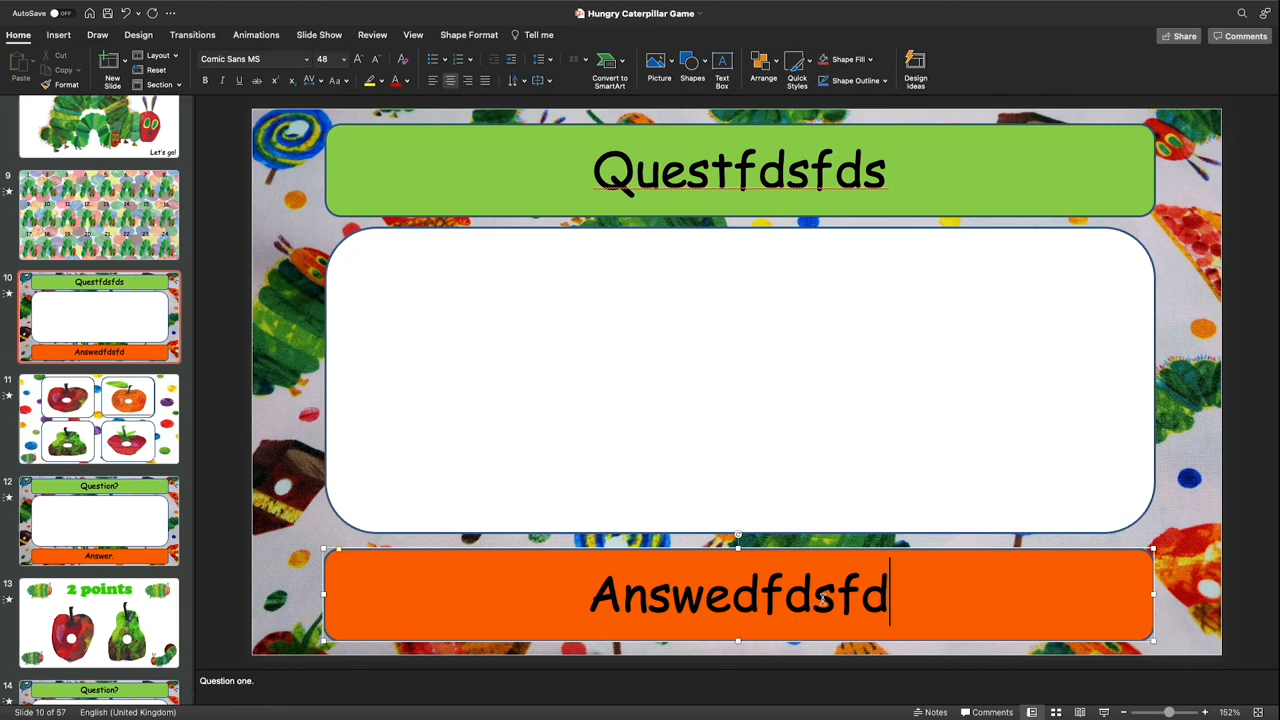 AutoSave OFF
Hungry Caterpillar Game
Home Insert Draw Design Transitions Animations Slide Show Review View Shape Format Tell me
Share Comments
Paste
Cut
Copy
Format
New Slide
Layout
Reset
Section
Comic Sans MS 48
Convert to SmartArt
Picture
Shapes
Text Box
Arrange
Quick Styles
Shape Fill
Shape Outline
Design Ideas
Let's go!
9
10
Questfdsfds
Answedfdsfd
11
12
Question?
Answer.
13
2 points
14
Question?
Questfdsfds
Answedfdsfd
Question one.
Slide 10 of 57 English (United Kingdom) Notes Comments 152%